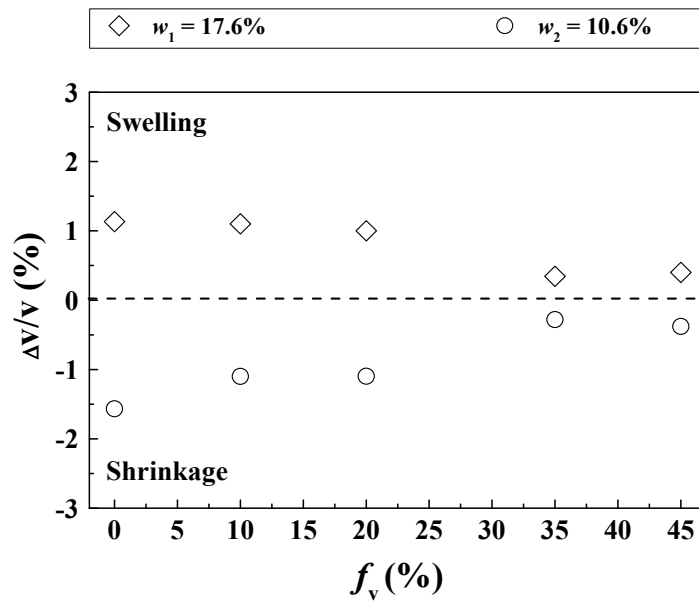 w₁ = 17.6% w₂ = 10.6%
3
Swelling
2
1
0
-1
-2
Shrinkage
-3
Δv/v (%)
0 5 10 15 20 25 30 35 40 45
fᵥ (%)